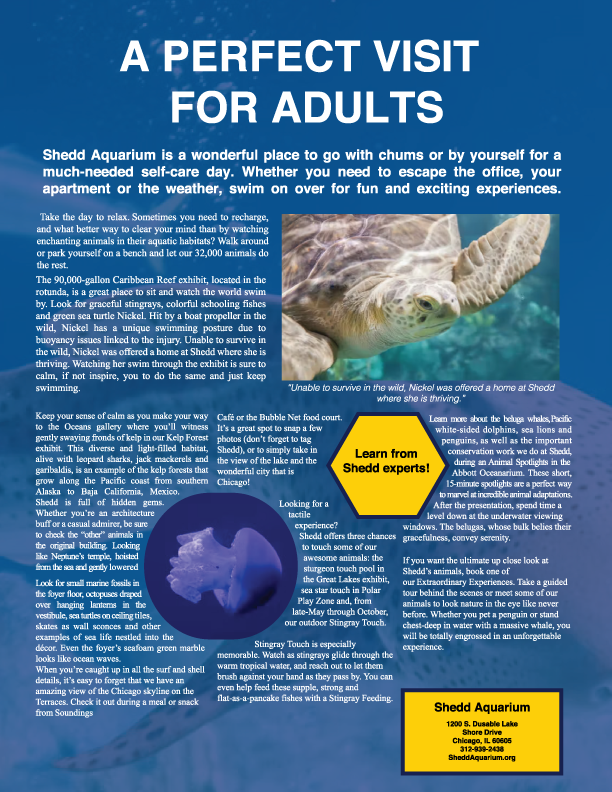 A PERFECT VISIT
FOR ADULTS
Shedd Aquarium is a wonderful place to go with chums or by yourself for a
much-needed self-care day. Whether you need to escape the office, your
apartment or the weather, swim on over for fun and exciting experiences.
Take the day to relax. Sometimes you need to recharge,
and what better way to clear your mind than by watching
enchanting animals in their aquatic habitats? Walk around
or park yourself on a bench and let our 32,000 animals do
the rest.
The 90,000-gallon Caribbean Reef exhibit, located in the
rotunda, is a great place to sit and watch the world swim
by. Look for graceful stingrays, colorful schooling fishes
and green sea turtle Nickel. Hit by a boat propeller in the
wild, Nickel has a unique swimming posture due to
buoyancy issues linked to the injury. Unable to survive in
the wild, Nickel was offered a home at Shedd where she is
thriving. Watching her swim through the exhibit is sure to
calm, if not inspire, you to do the same and just keep
swimming.
"Unable to survive in the wild, Nickel was offered a home at Shedd
where she is thriving."
Keep your sense of calm as you make your way
to the Oceans gallery where you'll witness
gently swaying fronds of kelp in our Kelp Forest
exhibit. This diverse and light-filled habitat,
alive with leopard sharks, jack mackerels and
garibaldis, is an example of the kelp forests that
grow along the Pacific coast from southern
Alaska to Baja California, Mexico.
Shedd is full of hidden gems.
Whether you're an architecture
buff or a casual admirer, be sure
to check the "other" animals in
the original building. Looking
like Neptune's temple, hoisted
from the sea and gently lowered
Look for small marine fossils in
the foyer floor, octopuses draped
over hanging lanterns in the
vestibule, sea turtles on ceiling tiles,
skates as wall sconces and other
examples of sea life nestled into the
décor. Even the foyer's seafoam green marble
looks like ocean waves.
When you're caught up in all the surf and shell
details, it's easy to forget that we have an
amazing view of the Chicago skyline on the
Terraces. Check it out during a meal or snack
from Soundings
Café or the Bubble Net food court.
It's a great spot to snap a few
photos (don't forget to tag
Shedd), or to simply take in
the view of the lake and the
wonderful city that is
Chicago!
Looking for a
tactile
experience?
Shedd offers three chances
to touch some of our
awesome animals: the
sturgeon touch pool in
the Great Lakes exhibit,
sea star touch in Polar
Play Zone and, from
late-May through October,
our outdoor Stingray Touch.
Stingray Touch is especially
memorable. Watch as stingrays glide through the
warm tropical water, and reach out to let them
brush against your hand as they pass by. You can
even help feed these supple, strong and
flat-as-a-pancake fishes with a Stingray Feeding.
Learn from
Shedd experts!
Learn more about the beluga whales, Pacific
white-sided dolphins, sea lions and
penguins, as well as the important
conservation work we do at Shedd,
during an Animal Spotlights in the
Abbott Oceanarium. These short,
15-minute spotlights are a perfect way
to marvel at incredible animal adaptations.
After the presentation, spend time a
level down at the underwater viewing
windows. The belugas, whose bulk belies their
gracefulness, convey serenity.
If you want the ultimate up close look at
Shedd's animals, book one of
our Extraordinary Experiences. Take a guided
tour behind the scenes or meet some of our
animals to look nature in the eye like never
before. Whether you pet a penguin or stand
chest-deep in water with a massive whale, you
will be totally engrossed in an unforgettable
experience.
Shedd Aquarium
1200 S. Dusable Lake
Shore Drive
Chicago, IL 60605
312-939-2438
SheddAquarium.org